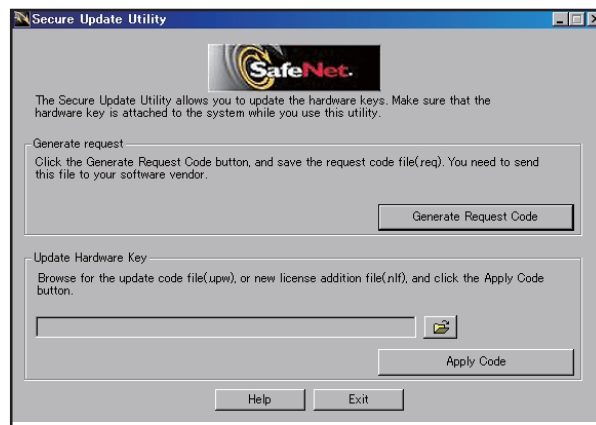 Secure Update Utility
SafeNet.
The Secure Update Utility allows you to update the hardware keys. Make sure that the
hardware key is attached to the system while you use this utility.
Generate request
Click the Generate Request Code button, and save the request code file(.req). You need to send
this file to your software vendor.
Generate Request Code
Update Hardware Key
Browse for the update code file(.upw), or new license addition file(.nlf), and click the Apply Code
button.
Apply Code
Help
Exit